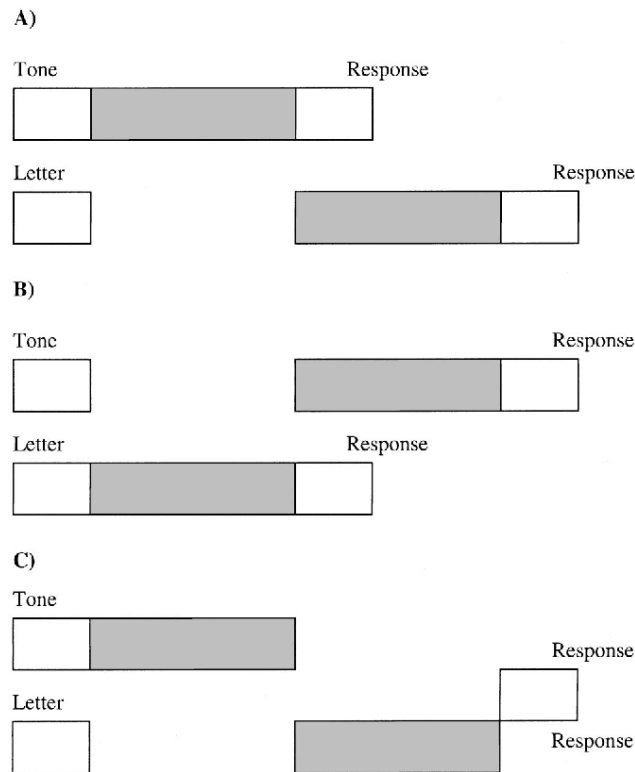 A)
Tone Response
Letter Response
B)
Tone Response
Letter Response
C)
Tone
Response
Letter
Response